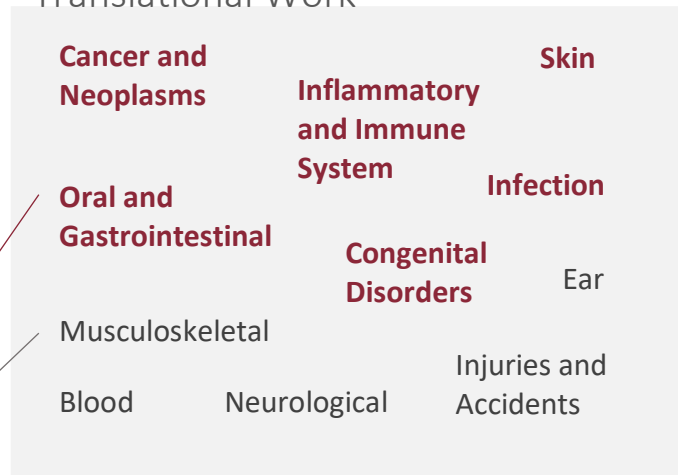 Translational Work
Cancer and
Neoplasms
Skin
Inflammatory
and Immune
System
Oral and
Gastrointestinal
Infection
Congenital
Disorders
Ear
Musculoskeletal
Injuries and
Accidents
Blood
Neurological